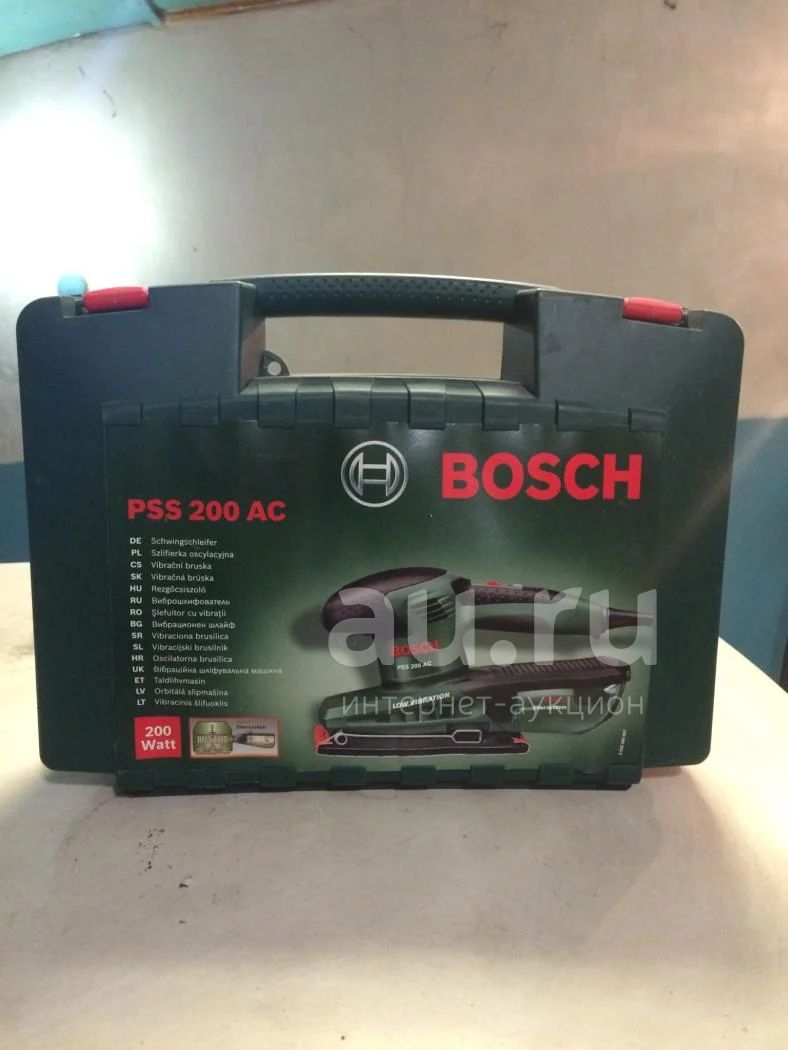 BOSCH
PSS 200 AC
DE Schwingschleifer
PL Szlifierka oscylacyjna
CS Vibrační bruska
SK Vibračná brúska
HU Rezgőcsiszoló
RU Виброшлифователь
RO Şlefuitor cu vibraţii
BG Вибрационен шлайф
SR Vibraciona brusilica
SL Vibracijski brusilnik
HR Oscilatorna brusilica
UK Вібраційна шліфувальна машина
ET Taldlihvmasin
LV Orbitālā slīpmašīna
LT Vibracinis šlifuoklis
200
Watt
Filtersystem
BOSCH
PSS 200 AC
LOW VIBRATION
au.ru
интернет-аукцион